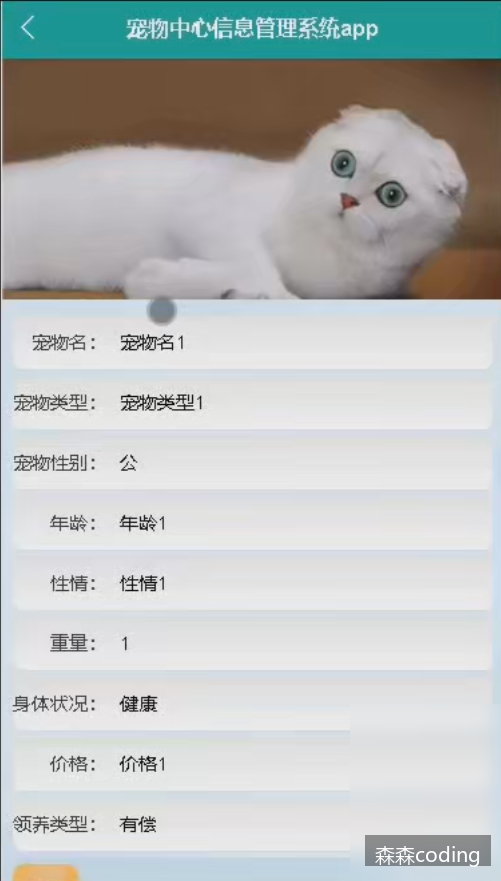 宠物中心信息管理系统app
宠物名： 宠物名1
宠物类型： 宠物类型1
宠物性别： 公
年龄： 年龄1
性情： 性情1
重量： 1
身体状况： 健康
价格： 价格1
领养类型： 有偿
森森coding